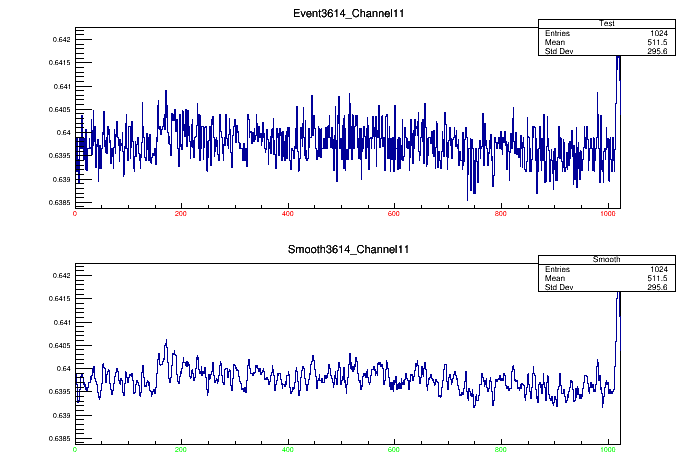 Event3614_Channel11
Test
Entries 1024
Mean 511.5
Std Dev 295.6
0.642
0.6415
0.641
0.6405
0.64
0.6395
0.639
0.6385
0 200 400 600 800 1000
Smooth3614_Channel11
Smooth
Entries 1024
Mean 511.5
Std Dev 295.6
0.642
0.6415
0.641
0.6405
0.64
0.6395
0.639
0.6385
0 200 400 600 800 1000